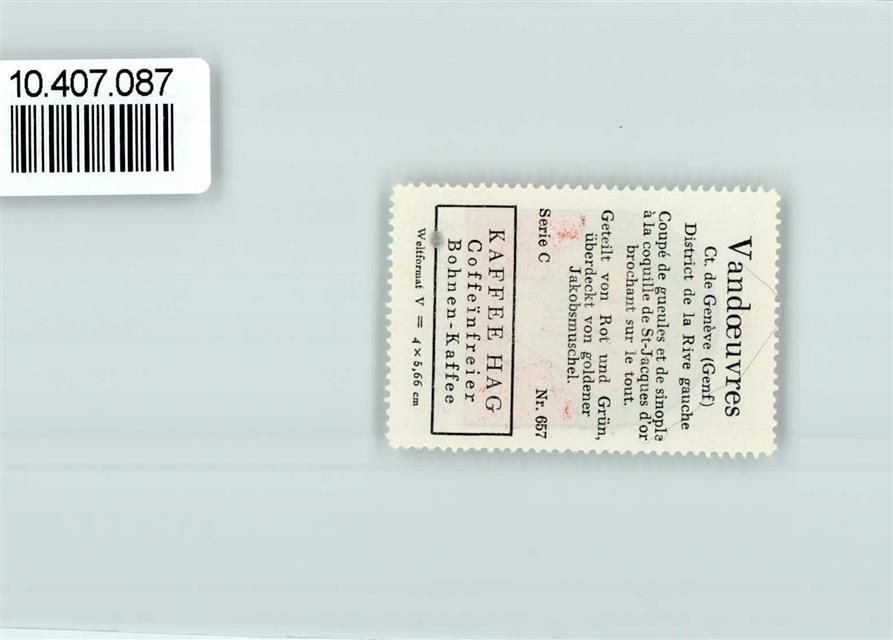 10.407.087
Vandœuvres
Ct. de Genève (Genf)
District de la Rive gauche
Coupé de gueules et de sinople
à la coquille de St-Jacques d'or
brochant sur le tout.
Geteilt von Rot und Grün,
überdeckt von goldener
Jakobsmuschel.
Serie C Nr. 657
KAFFEE HAG
Coffeïnfreier
Bohnen-Kaffee
Weltformat V = 4 × 5,66 cm